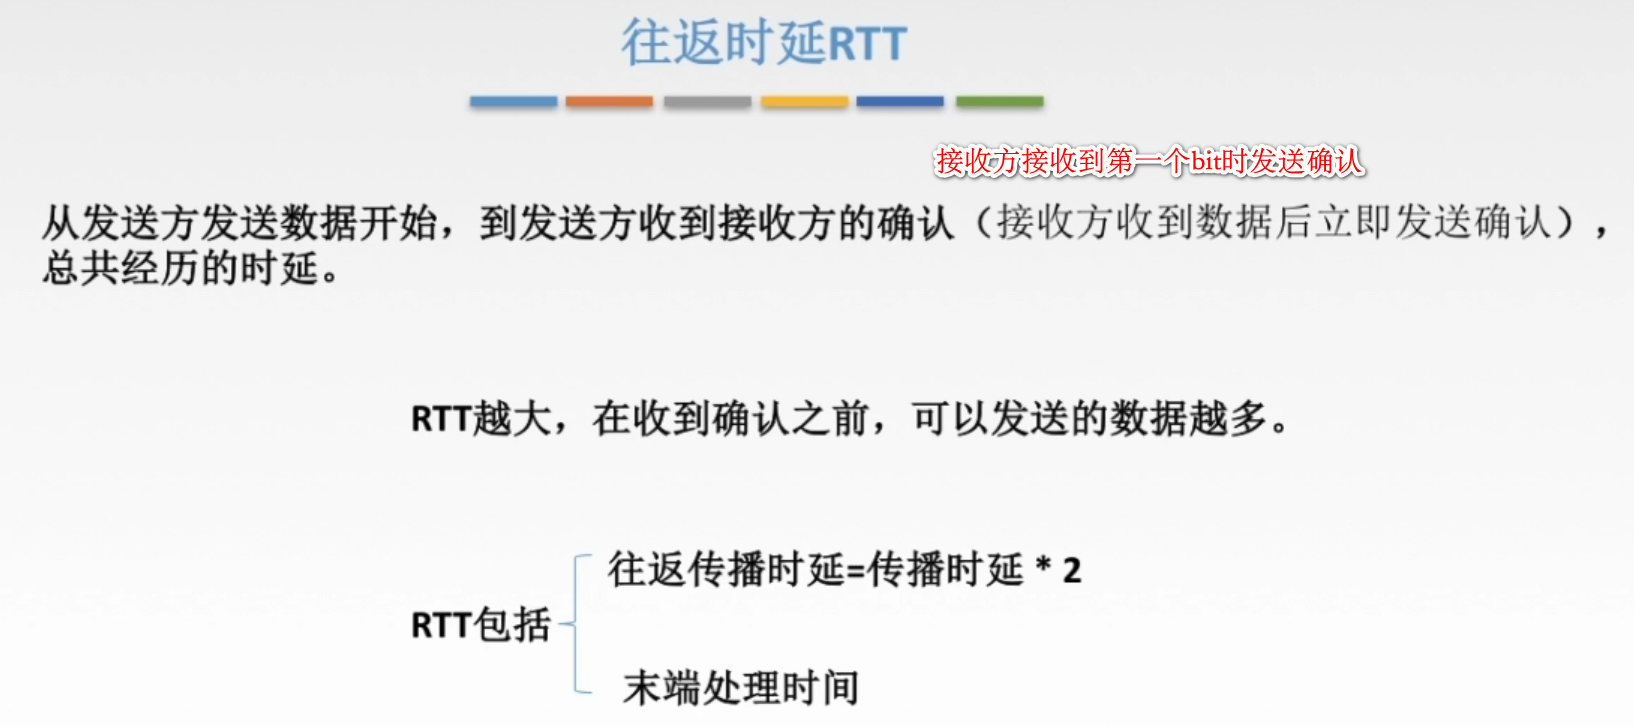 往返时延RTT
接收方接收到第一个bit时发送确认
从发送方发送数据开始，到发送方收到接收方的确认（接收方收到数据后立即发送确认），
总共经历的时延。
RTT越大，在收到确认之前，可以发送的数据越多。
往返传播时延=传播时延 * 2
RTT包括
末端处理时间